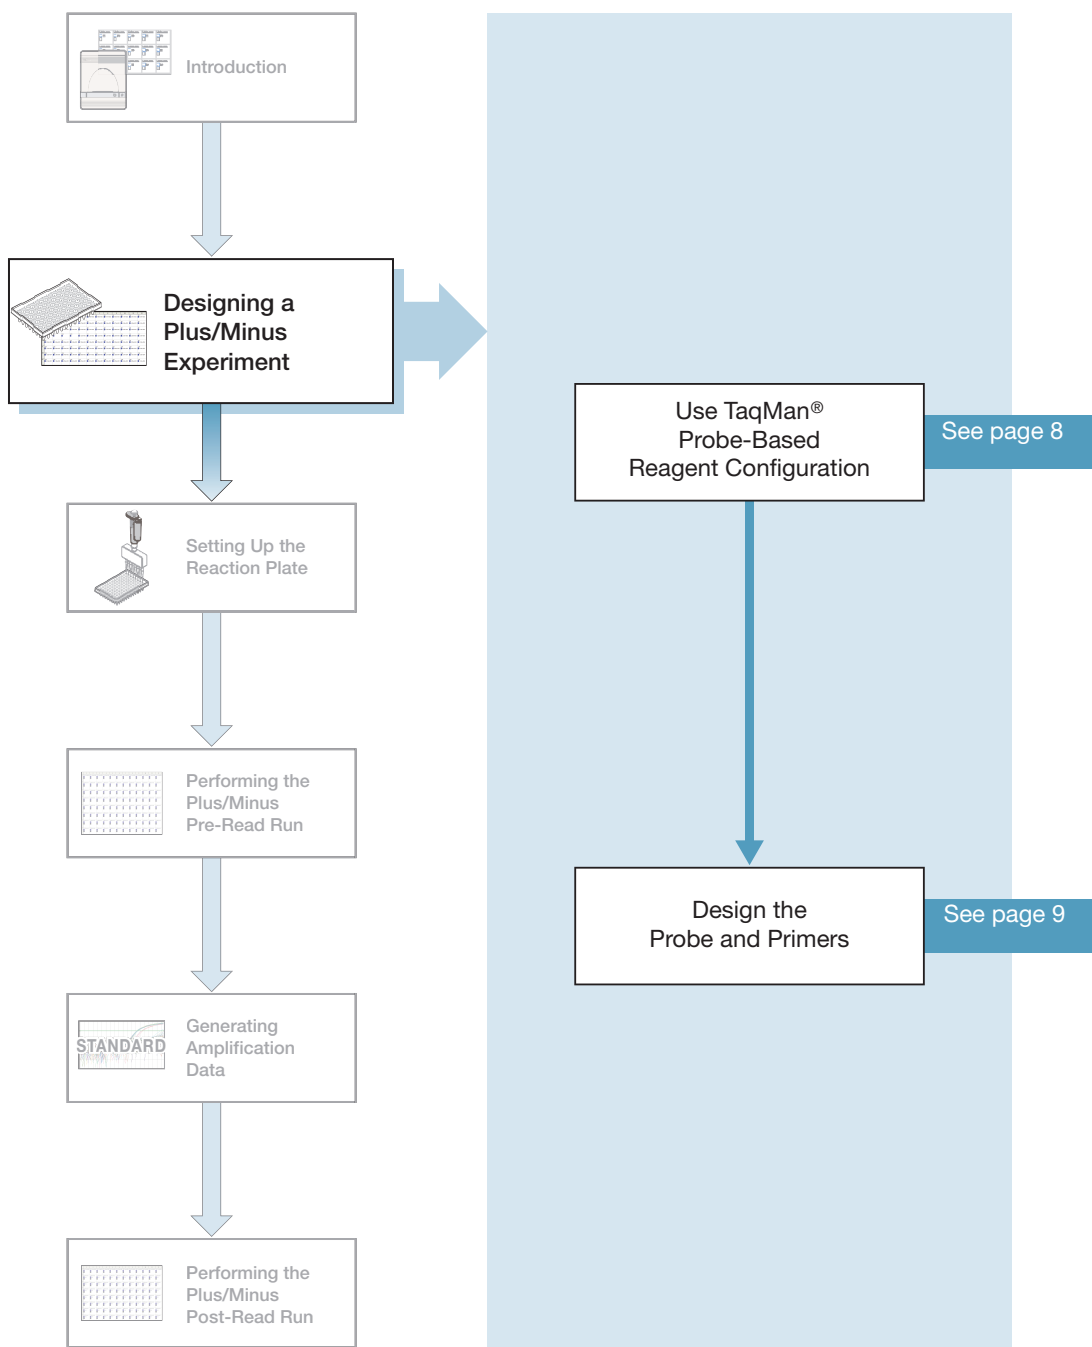 Introduction
Designing a
Plus/Minus
Experiment
Setting Up the
Reaction Plate
Performing the
Plus/Minus
Pre-Read Run
STANDARD
Generating
Amplification
Data
Performing the
Plus/Minus
Post-Read Run
Use TaqMan®
Probe-Based
Reagent Configuration
See page 8
Design the
Probe and Primers
See page 9